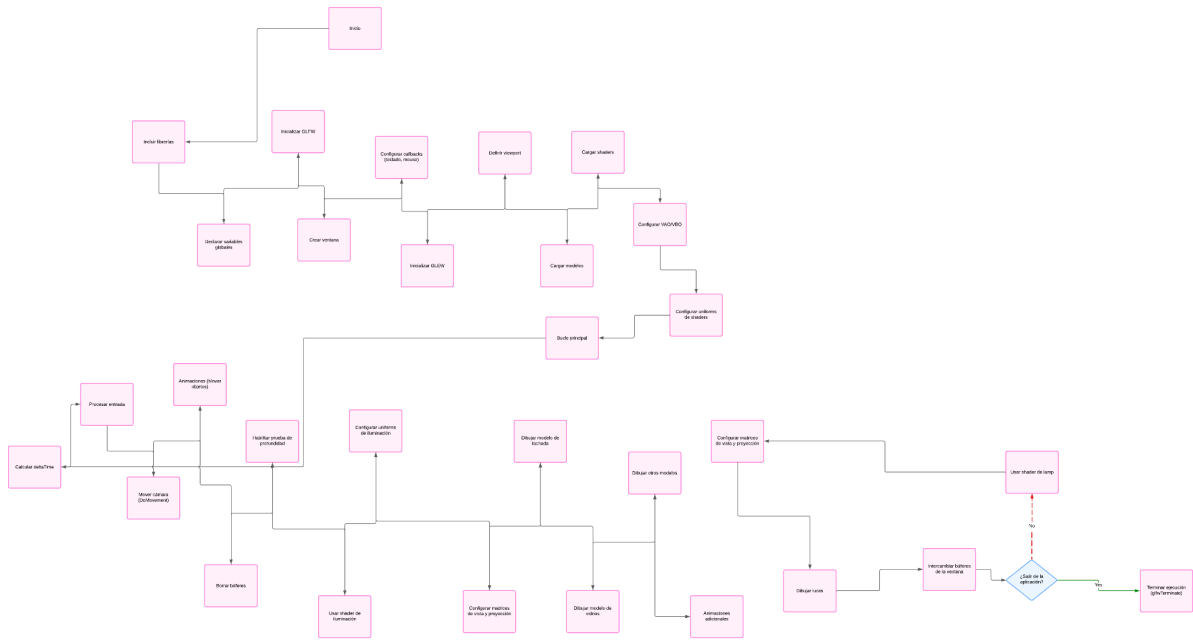 Inicio
Incluir librerías
Declarar variables
globales
Inicializar GLFW
Crear ventana
Configurar callbacks
(teclado, mouse)
Inicializar GLEW
Definir viewport
Cargar modelos
Cargar shaders
Configurar VAO/VBO
Configurar uniformes
de shaders
Bucle principal
Calcular deltaTime
Procesar entrada
Mover cámara
(DoMovement)
Animaciones (Mover
objetos)
Borrar búferes
Habilitar prueba de
profundidad
Usar shader de
iluminación
Configurar uniforms
de iluminación
Configurar matrices
de vista y proyección
Dibujar modelo de
fachada
Dibujar modelo de
vidrios
Dibujar otros modelos
Animaciones
adicionales
Usar shader de lamp
Configurar matrices
de vista y proyección
Dibujar luces
Intercambiar búferes
de la ventana
¿Salir de la
aplicación?
No
Yes
Terminar ejecución
(glfwTerminate)